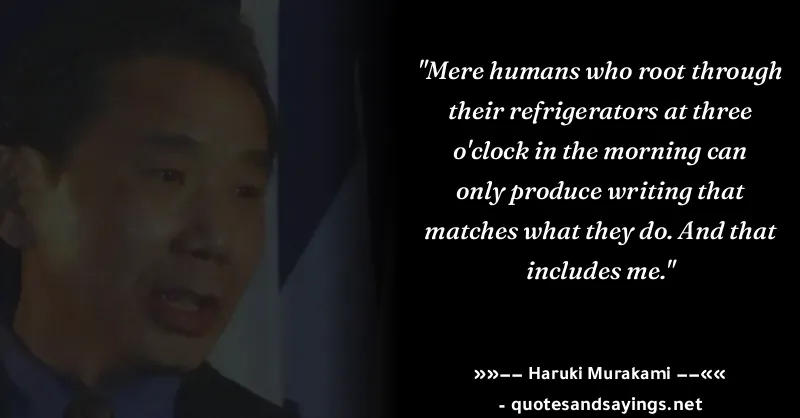 "Mere humans who root through
their refrigerators at three
o'clock in the morning can
only produce writing that
matches what they do. And that
includes me."
»»–– Haruki Murakami ––««
- quotesandsayings.net